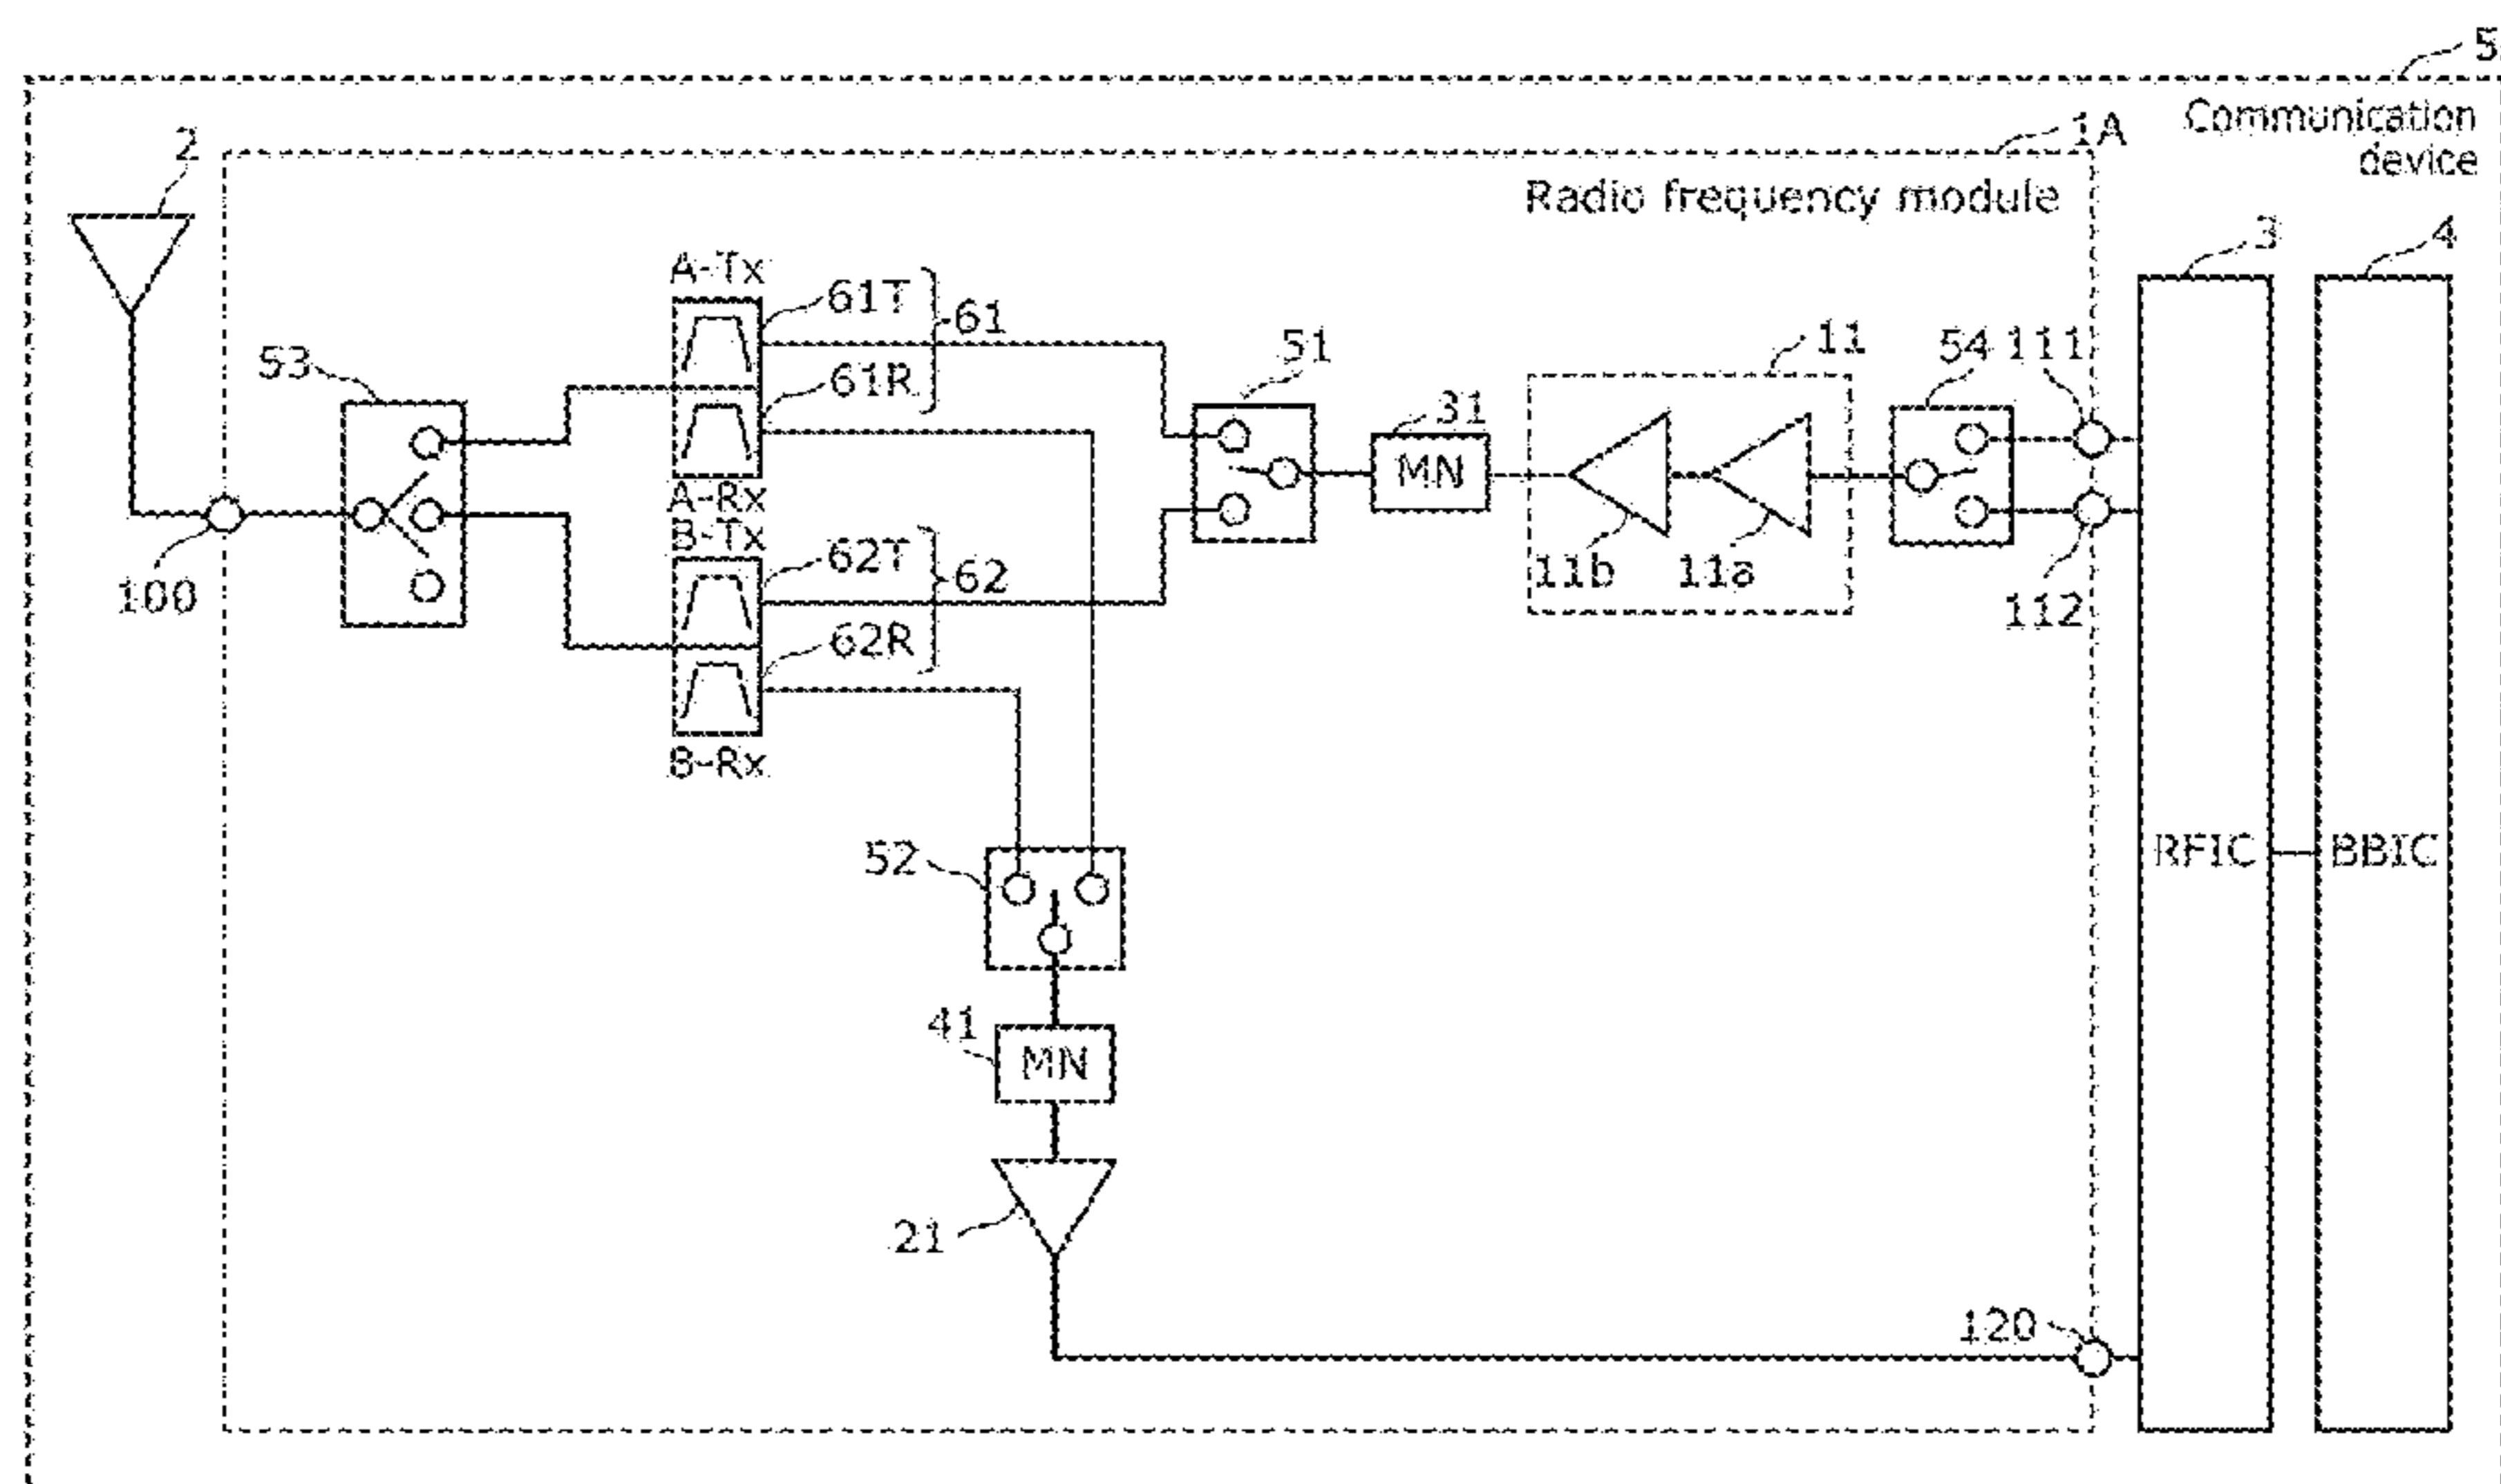 5
Communication
device
1A
Radio frequency module
2
3
4
A-Tx
61T
61
61R
A-Rx
53
51
31
MN
11
11b
11a
54
111
112
100
B-Tx
62T
62
62R
B-Rx
52
RFIC
BBIC
41
MN
21
120